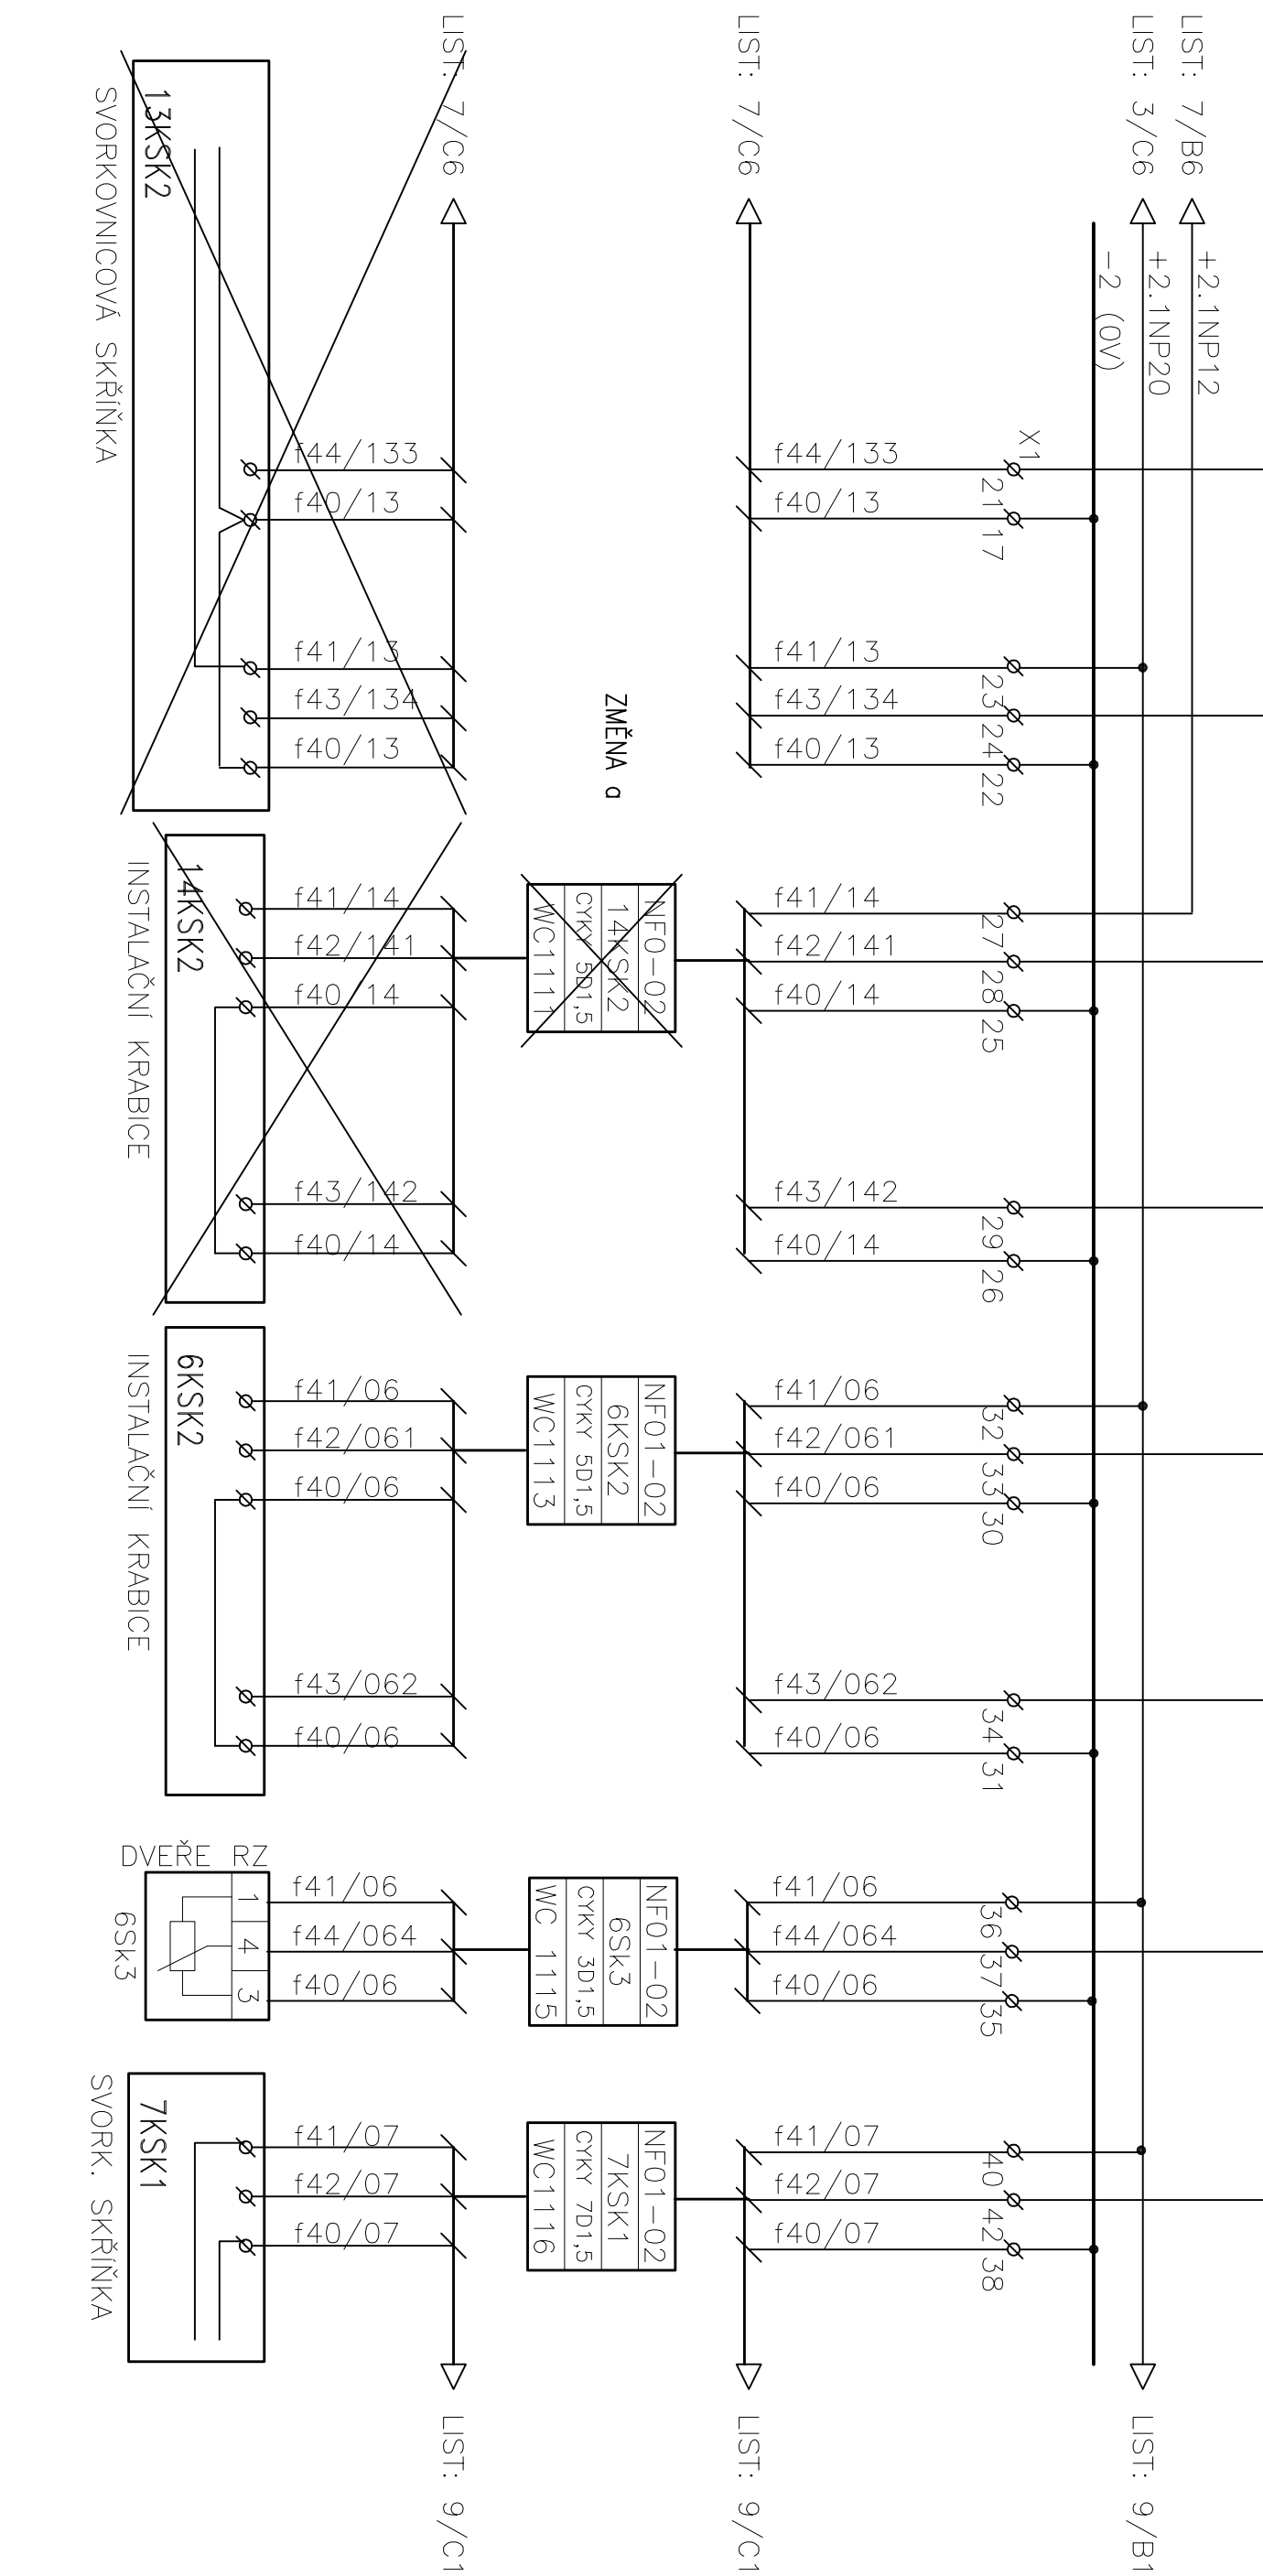 LIST: 7/C6
LIST: 7/C6
LIST: 3/C6
LIST: 7/B6
+2.1NP12
+2.1NP20
-2 (0V)
X1
13KSK2
SVORKOVNICOVÁ SKŘÍŇKA
f44/133
f40/13
f41/13
f43/134
f40/13
ZMĚNA a
f44/133
f40/13
f41/13
f43/134
f40/13
21
17
23
24
22
14KSK2
INSTALAČNÍ KRABICE
f41/14
f42/141
f40/14
f43/142
f40/14
NF0-02
14KSK2
CYKY 5D1,5
WC1111
f41/14
f42/141
f40/14
f43/142
f40/14
27
28
25
29
26
6KSK2
INSTALAČNÍ KRABICE
f41/06
f42/061
f40/06
f43/062
f40/06
NF01-02
6KSK2
CYKY 5D1,5
WC1113
f41/06
f42/061
f40/06
f43/062
f40/06
32
33
30
34
31
DVEŘE RZ
6Sk3
1
4
3
f41/06
f44/064
f40/06
NF01-02
6Sk3
CYKY 3D1,5
WC 1115
f41/06
f44/064
f40/06
36
37
35
7KSK1
SVORK. SKŘÍŇKA
f41/07
f42/07
f40/07
NF01-02
7KSK1
CYKY 7D1,5
WC1116
f41/07
f42/07
f40/07
40
42
38
LIST: 9/C1
LIST: 9/C1
LIST: 9/B1